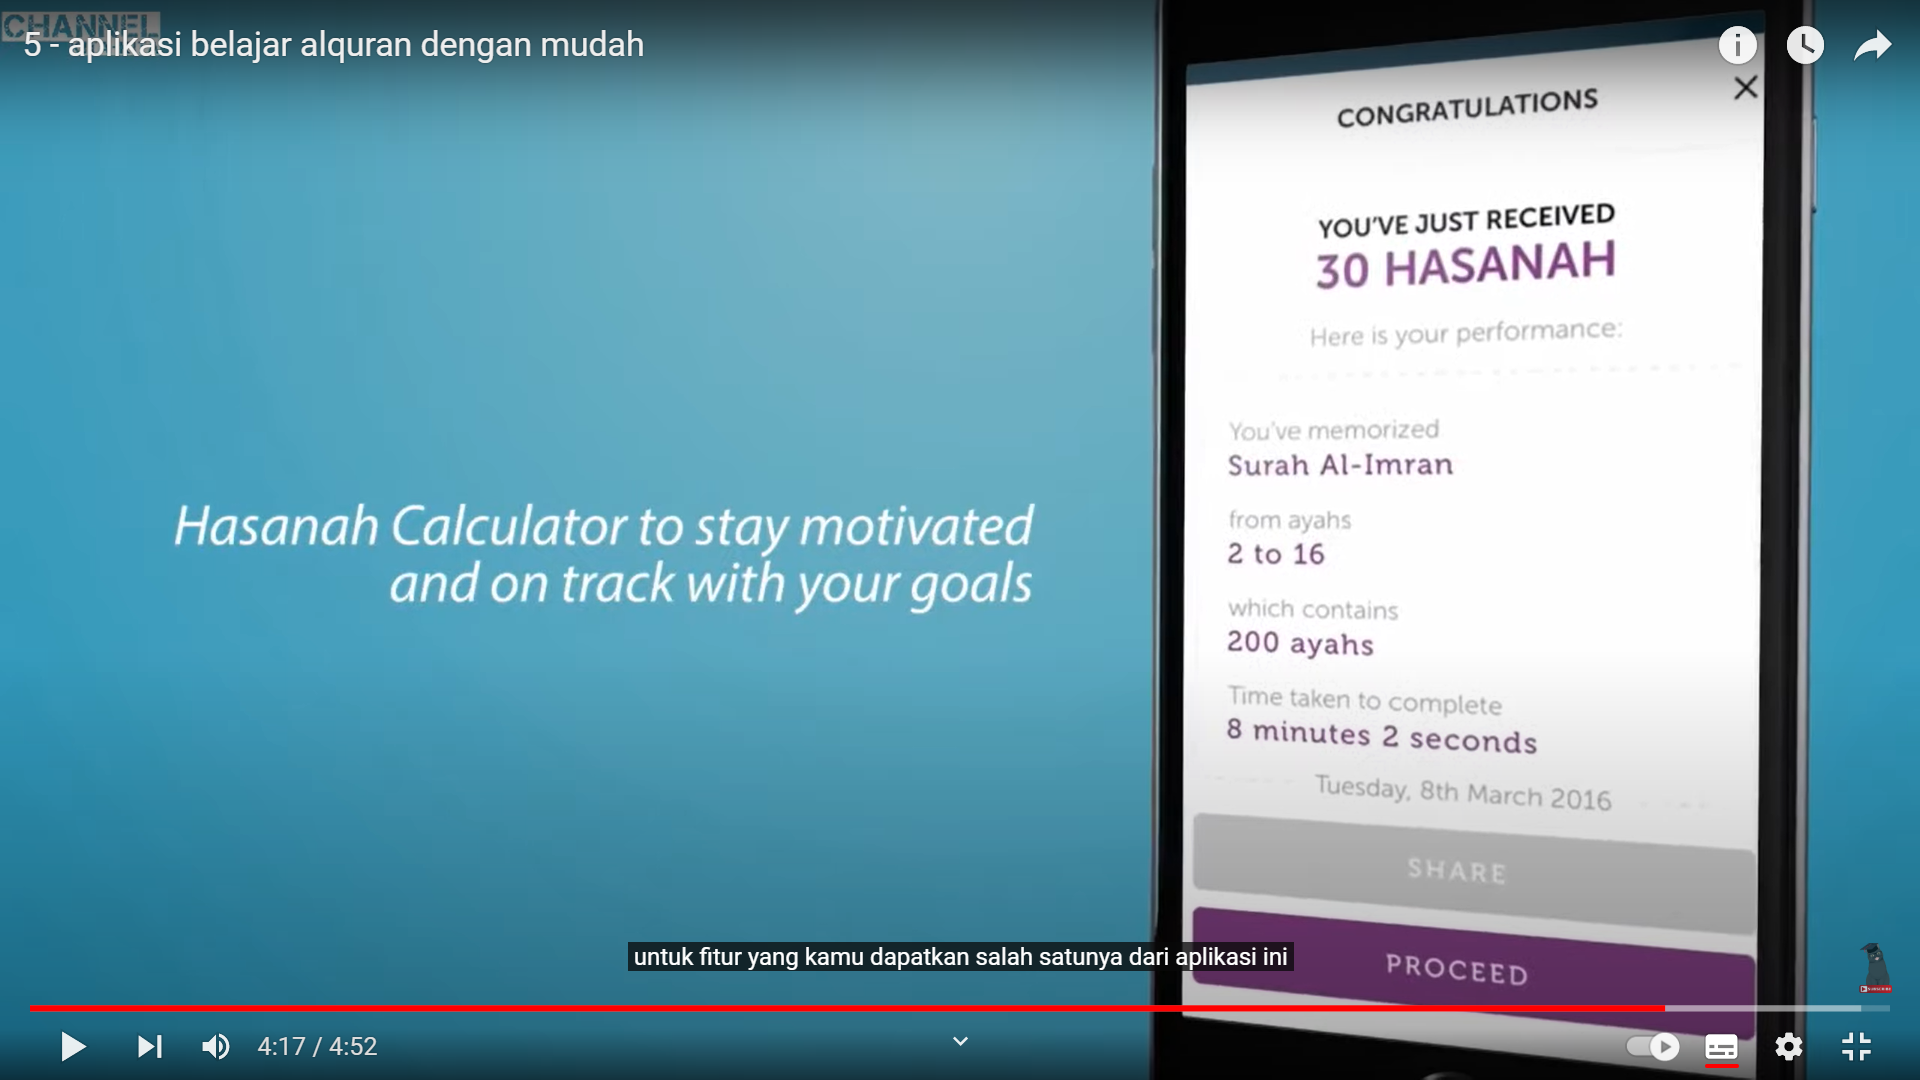 CHANNEL
5 - aplikasi belajar alquran dengan mudah
CONGRATULATIONS
YOU'VE JUST RECEIVED
30 HASANAH
Here is your performance:
You've memorized
Surah Al-Imran
from ayahs
2 to 16
which contains
200 ayahs
Time taken to complete
8 minutes 2 seconds
Tuesday, 8th March 2016
SHARE
PROCEED
Hasanah Calculator to stay motivated
and on track with your goals
untuk fitur yang kamu dapatkan salah satunya dari aplikasi ini
4:17 / 4:52